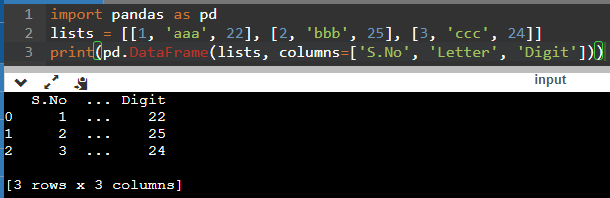 1 import pandas as pd
2 lists = [[1, 'aaa', 22], [2, 'bbb', 25], [3, 'ccc', 24]]
3 print(pd.DataFrame(lists, columns=['S.No', 'Letter', 'Digit']))
input
S.No ... Digit
0 1 ... 22
1 2 ... 25
2 3 ... 24
[3 rows x 3 columns]